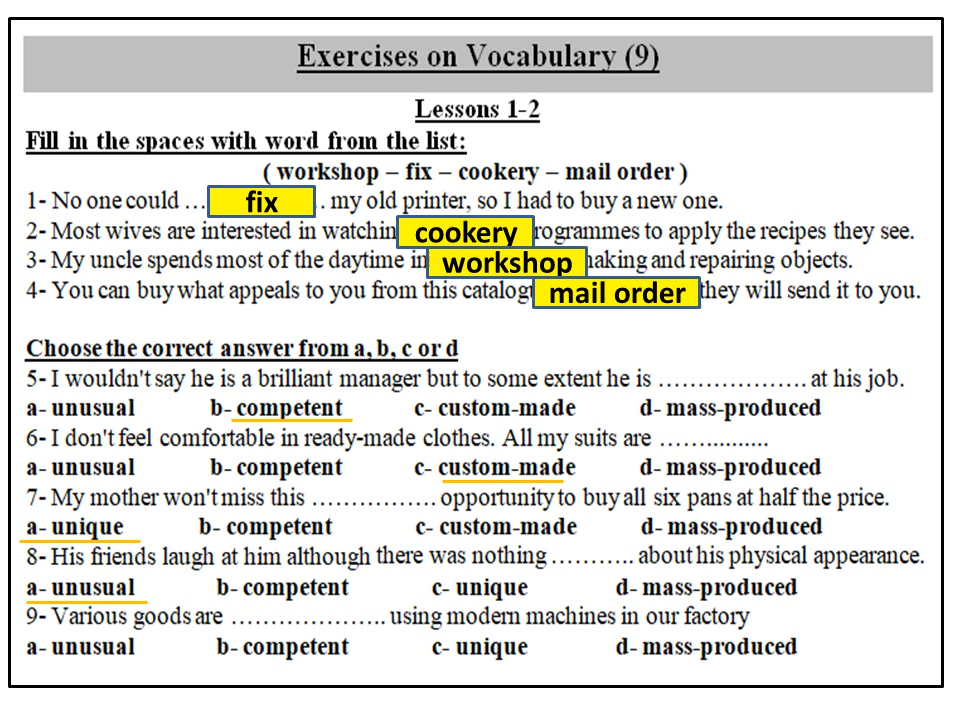 Exercises on Vocabulary (9)
Lessons 1-2
Fill in the spaces with word from the list:
( workshop – fix – cookery – mail order )
1- No one could … fix . my old printer, so I had to buy a new one.
2- Most wives are interested in watchin cookery rogrammes to apply the recipes they see.
3- My uncle spends most of the daytime in workshop making and repairing objects.
4- You can buy what appeals to you from this catalogu mail order they will send it to you.
Choose the correct answer from a, b, c or d
5- I wouldn't say he is a brilliant manager but to some extent he is ………………. at his job.
a- unusual b- competent c- custom-made d- mass-produced
6- I don't feel comfortable in ready-made clothes. All my suits are ……..........
a- unusual b- competent c- custom-made d- mass-produced
7- My mother won't miss this ……………. opportunity to buy all six pans at half the price.
a- unique b- competent c- custom-made d- mass-produced
8- His friends laugh at him although there was nothing ……….. about his physical appearance.
a- unusual b- competent c- unique d- mass-produced
9- Various goods are ……………….. using modern machines in our factory
a- unusual b- competent c- unique d- mass-produced